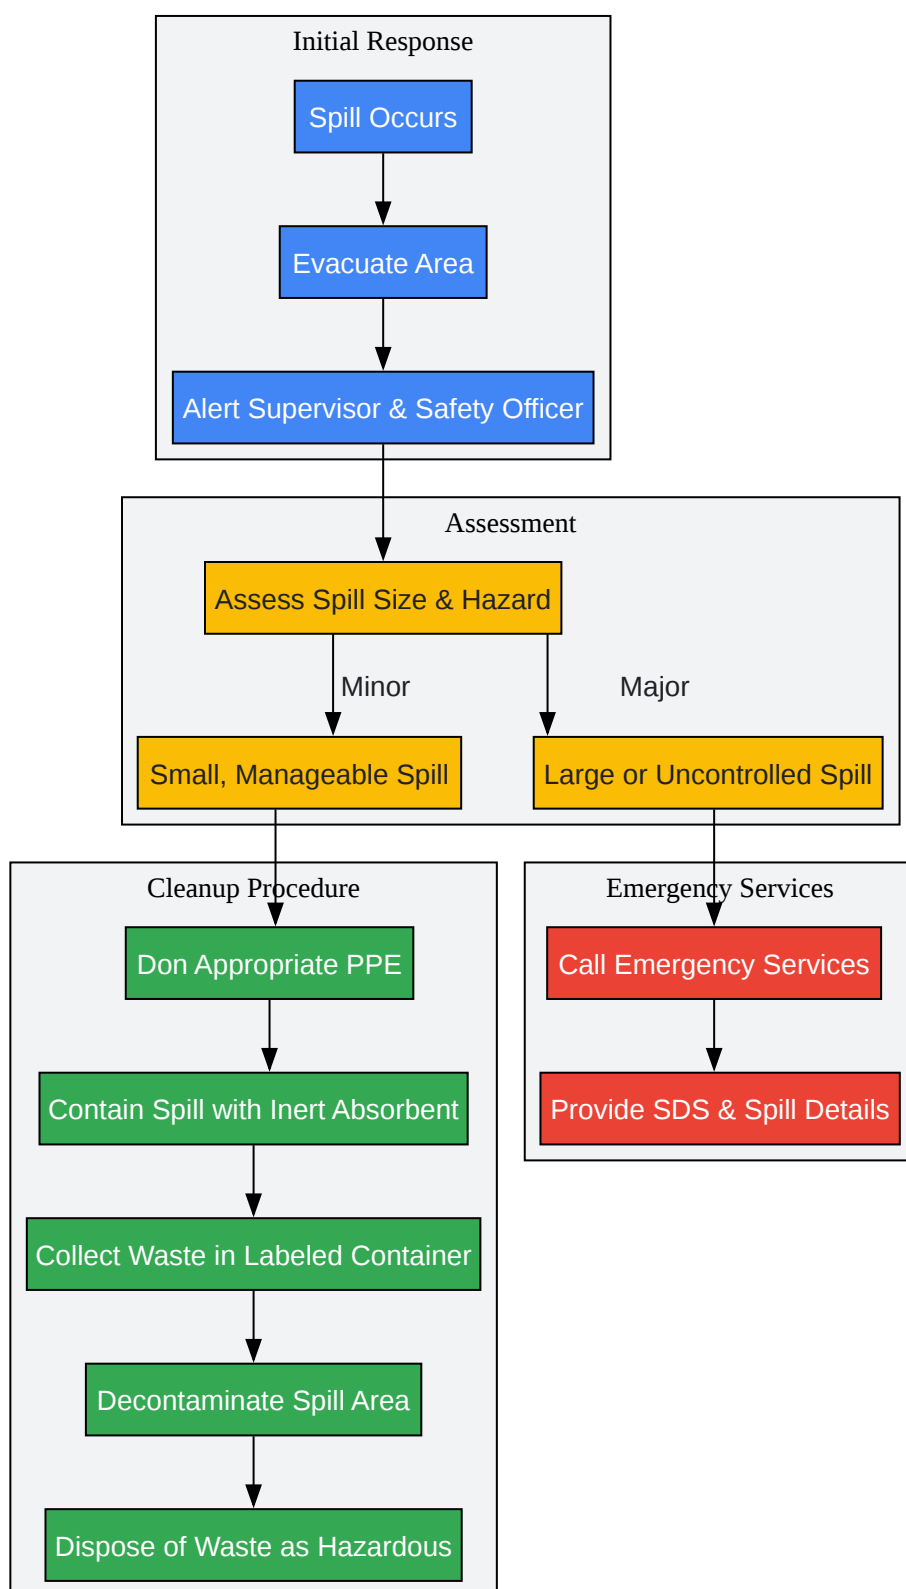 Initial Response
Spill Occurs
Evacuate Area
Alert Supervisor & Safety Officer
Assessment
Assess Spill Size & Hazard
Minor
Major
Small, Manageable Spill
Large or Uncontrolled Spill
Cleanup Procedure
Don Appropriate PPE
Contain Spill with Inert Absorbent
Collect Waste in Labeled Container
Decontaminate Spill Area
Dispose of Waste as Hazardous
Emergency Services
Call Emergency Services
Provide SDS & Spill Details